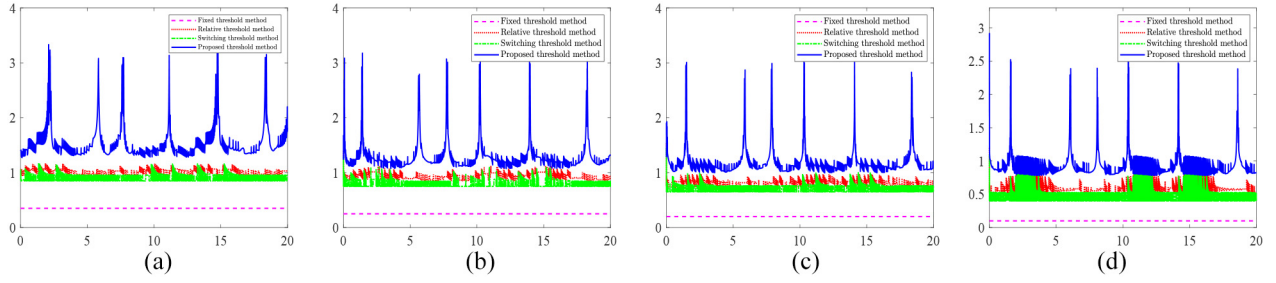 4
3
2
1
0
0 5 10 15 20
Fixed threshold method
Relative threshold method
Switching threshold method
Proposed threshold method
(a)
4
3
2
1
0
0 5 10 15 20
Fixed threshold method
Relative threshold method
Switching threshold method
Proposed threshold method
(b)
4
3
2
1
0
0 5 10 15 20
Fixed threshold method
Relative threshold method
Switching threshold method
Proposed threshold method
(c)
3
2.5
2
1.5
1
0.5
0
0 5 10 15 20
Fixed threshold method
Relative threshold method
Switching threshold method
Proposed threshold method
(d)